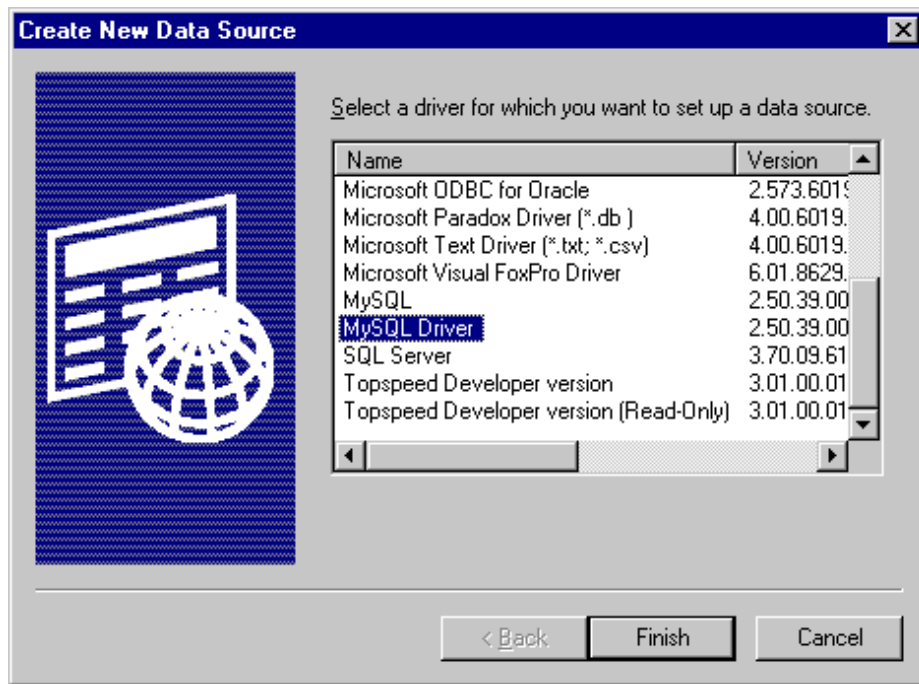 Create New Data Source
Select a driver for which you want to set up a data source.
Name Version
Microsoft ODBC for Oracle 2.573.6019
Microsoft Paradox Driver (*.db ) 4.00.6019.
Microsoft Text Driver (*.txt; *.csv) 4.00.6019.
Microsoft Visual FoxPro Driver 6.01.8629.
MySQL 2.50.39.00
MySQL Driver 2.50.39.00
SQL Server 3.70.09.61
Topspeed Developer version 3.01.00.01
Topspeed Developer version (Read-Only) 3.01.00.01
< Back Finish Cancel